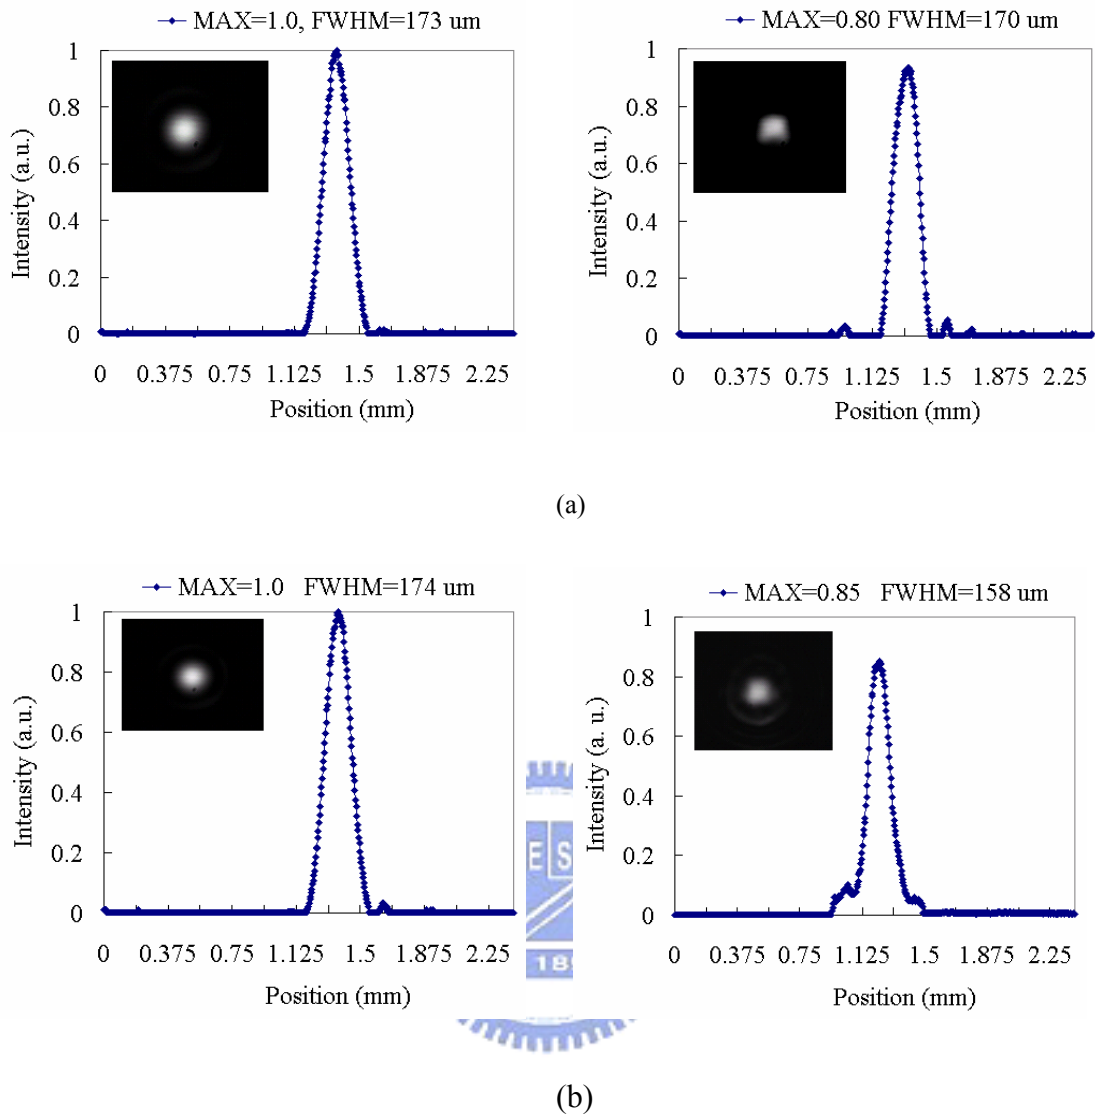 MAX=1.0, FWHM=173 um
1
0.8
0.6
0.4
0.2
0
Intensity (a.u.)
0 0.375 0.75 1.125 1.5 1.875 2.25
Position (mm)
MAX=0.80 FWHM=170 um
1
0.8
0.6
0.4
0.2
0
Intensity (a.u.)
0 0.375 0.75 1.125 1.5 1.875 2.25
Position (mm)
(a)
MAX=1.0 FWHM=174 um
1
0.8
0.6
0.4
0.2
0
Intensity (a.u.)
0 0.375 0.75 1.125 1.5 1.875 2.25
Position (mm)
MAX=0.85 FWHM=158 um
1
0.8
0.6
0.4
0.2
0
Intensity (a. u.)
0 0.375 0.75 1.125 1.5 1.875 2.25
Position (mm)
E S
189
(b)